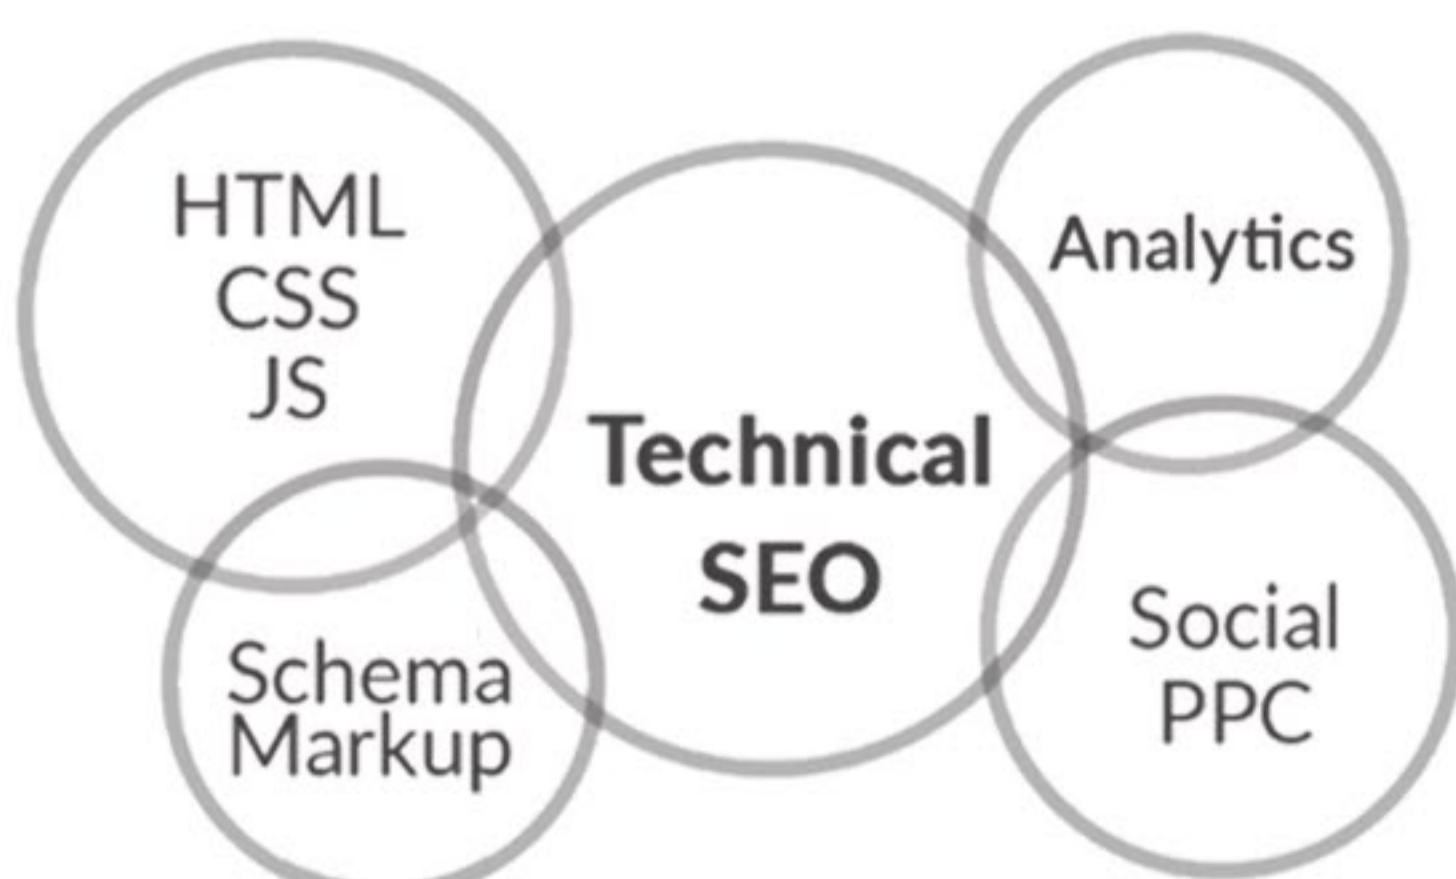 HTML
CSS
JS
Schema
Markup
Technical
SEO
Analytics
Social
PPC